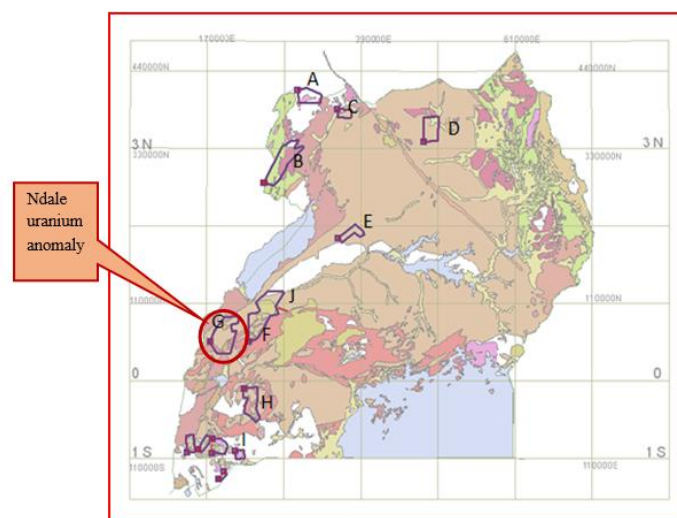 170000E 390000E 610000E
440000N 440000N
A
C
D
3 N 3 N
330000N 330000N
B
Ndale
uranium
anomaly
E
J
110000N 110000N
G
F
0 0
H
I
1 S 1 S
110000S 110000E